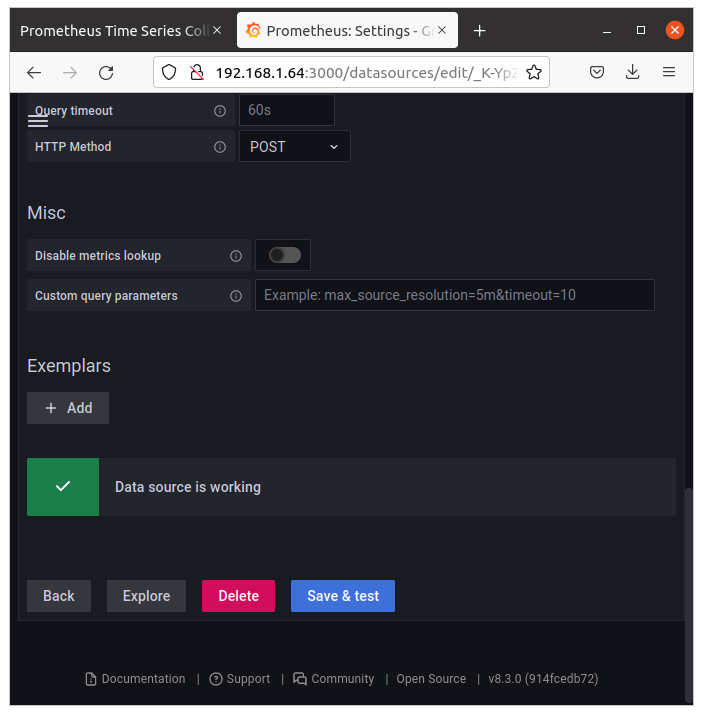 Prometheus Time Series Coll
Prometheus: Settings - Gr
192.168.1.64:3000/datasources/edit/_K-YpZ
Query timeout
60s
HTTP Method
POST
Misc
Disable metrics lookup
Custom query parameters
Example: max_source_resolution=5m&timeout=10
Exemplars
+ Add
Data source is working
Back
Explore
Delete
Save & test
Documentation | Support | Community | Open Source | v8.3.0 (914fcedb72)